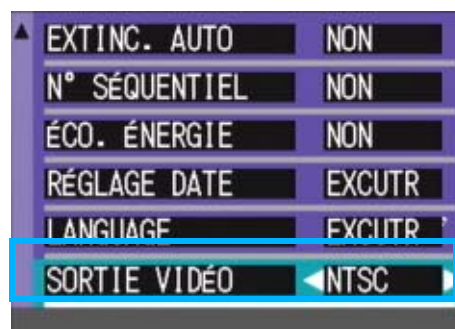 EXTINC. AUTO NON
N° SÉQUENTIEL NON
ÉCO. ÉNERGIE NON
RÉGLAGE DATE EXCUTR
LANGUAGE EXCUTR
SORTIE VIDÉO NTSC